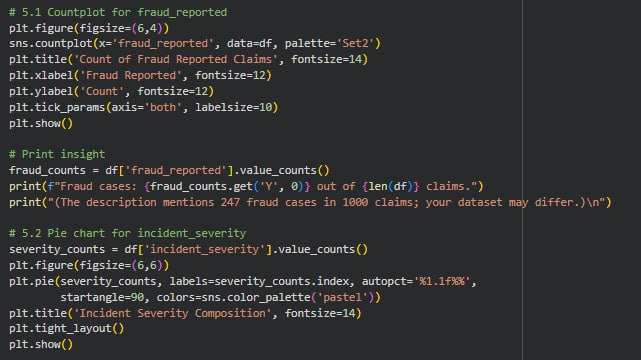 # 5.1 Countplot for fraud_reported
plt.figure(figsize=(6,4))
sns.countplot(x='fraud_reported', data=df, palette='Set2')
plt.title('Count of Fraud Reported Claims', fontsize=14)
plt.xlabel('Fraud Reported', fontsize=12)
plt.ylabel('Count', fontsize=12)
plt.tick_params(axis='both', labelsize=10)
plt.show()

# Print insight
fraud_counts = df['fraud_reported'].value_counts()
print(f"Fraud cases: {fraud_counts.get('Y', 0)} out of {len(df)} claims.")
print("(The description mentions 247 fraud cases in 1000 claims; your dataset may differ.)\n")

# 5.2 Pie chart for incident_severity
severity_counts = df['incident_severity'].value_counts()
plt.figure(figsize=(6,6))
plt.pie(severity_counts, labels=severity_counts.index, autopct='%1.1f%%',
        startangle=90, colors=sns.color_palette('pastel'))
plt.title('Incident Severity Composition', fontsize=14)
plt.tight_layout()
plt.show()